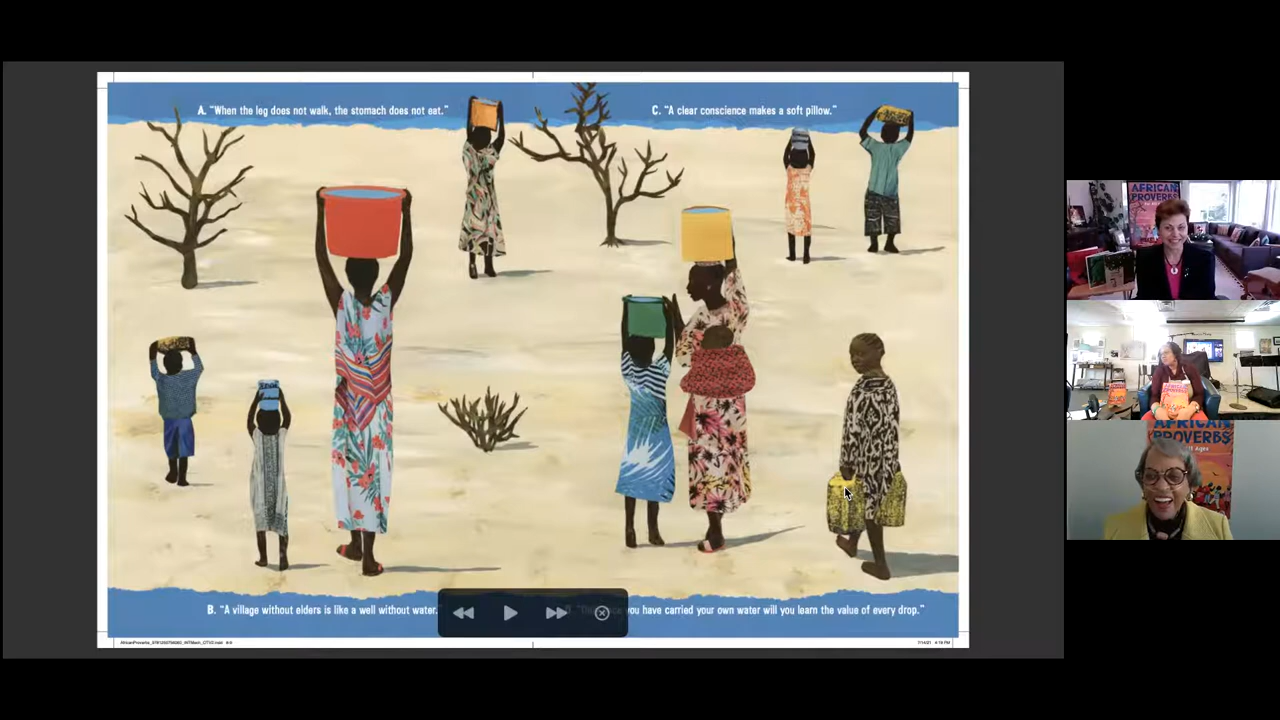 A. “When the leg does not walk, the stomach does not eat.”
C. “A clear conscience makes a soft pillow.”
B. “A village without elders is like a well without water.”
you have carried your own water will you learn the value of every drop.”
AFRICAN
PROVERBS
AFRICAN
PROVERBS